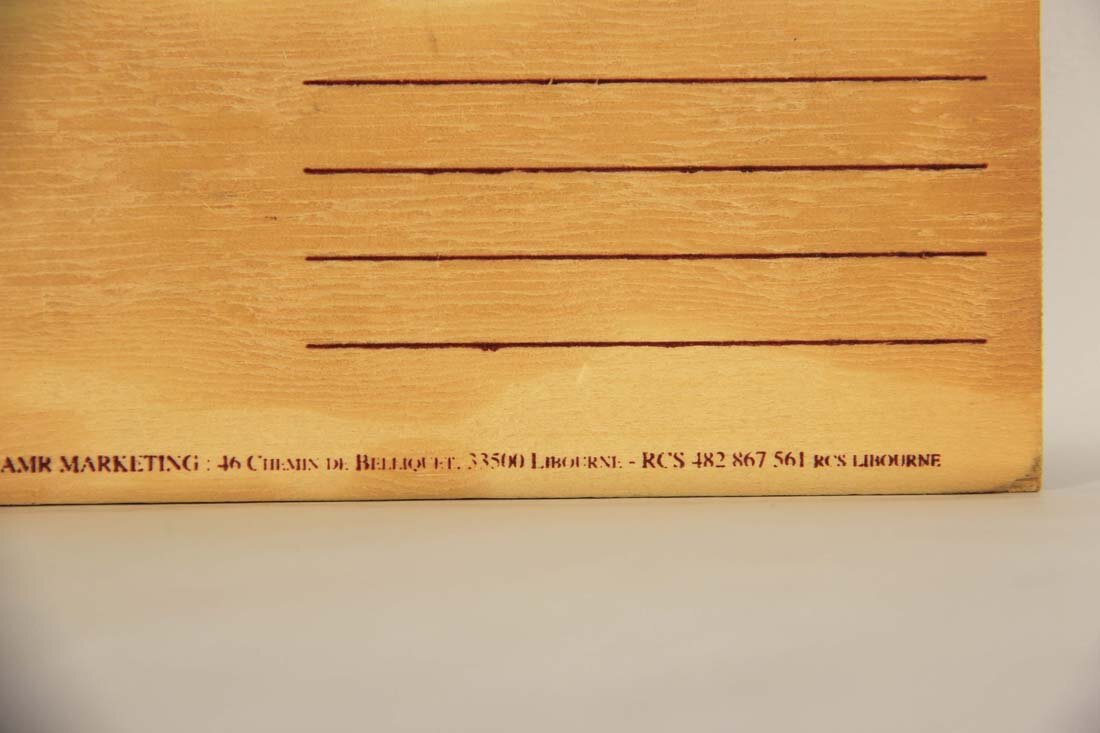 AMR MARKETING : 46 CHEMIN DE BELLIQUET, 33500 LIBOURNE - RCS 482 867 561 RCS LIBOURNE